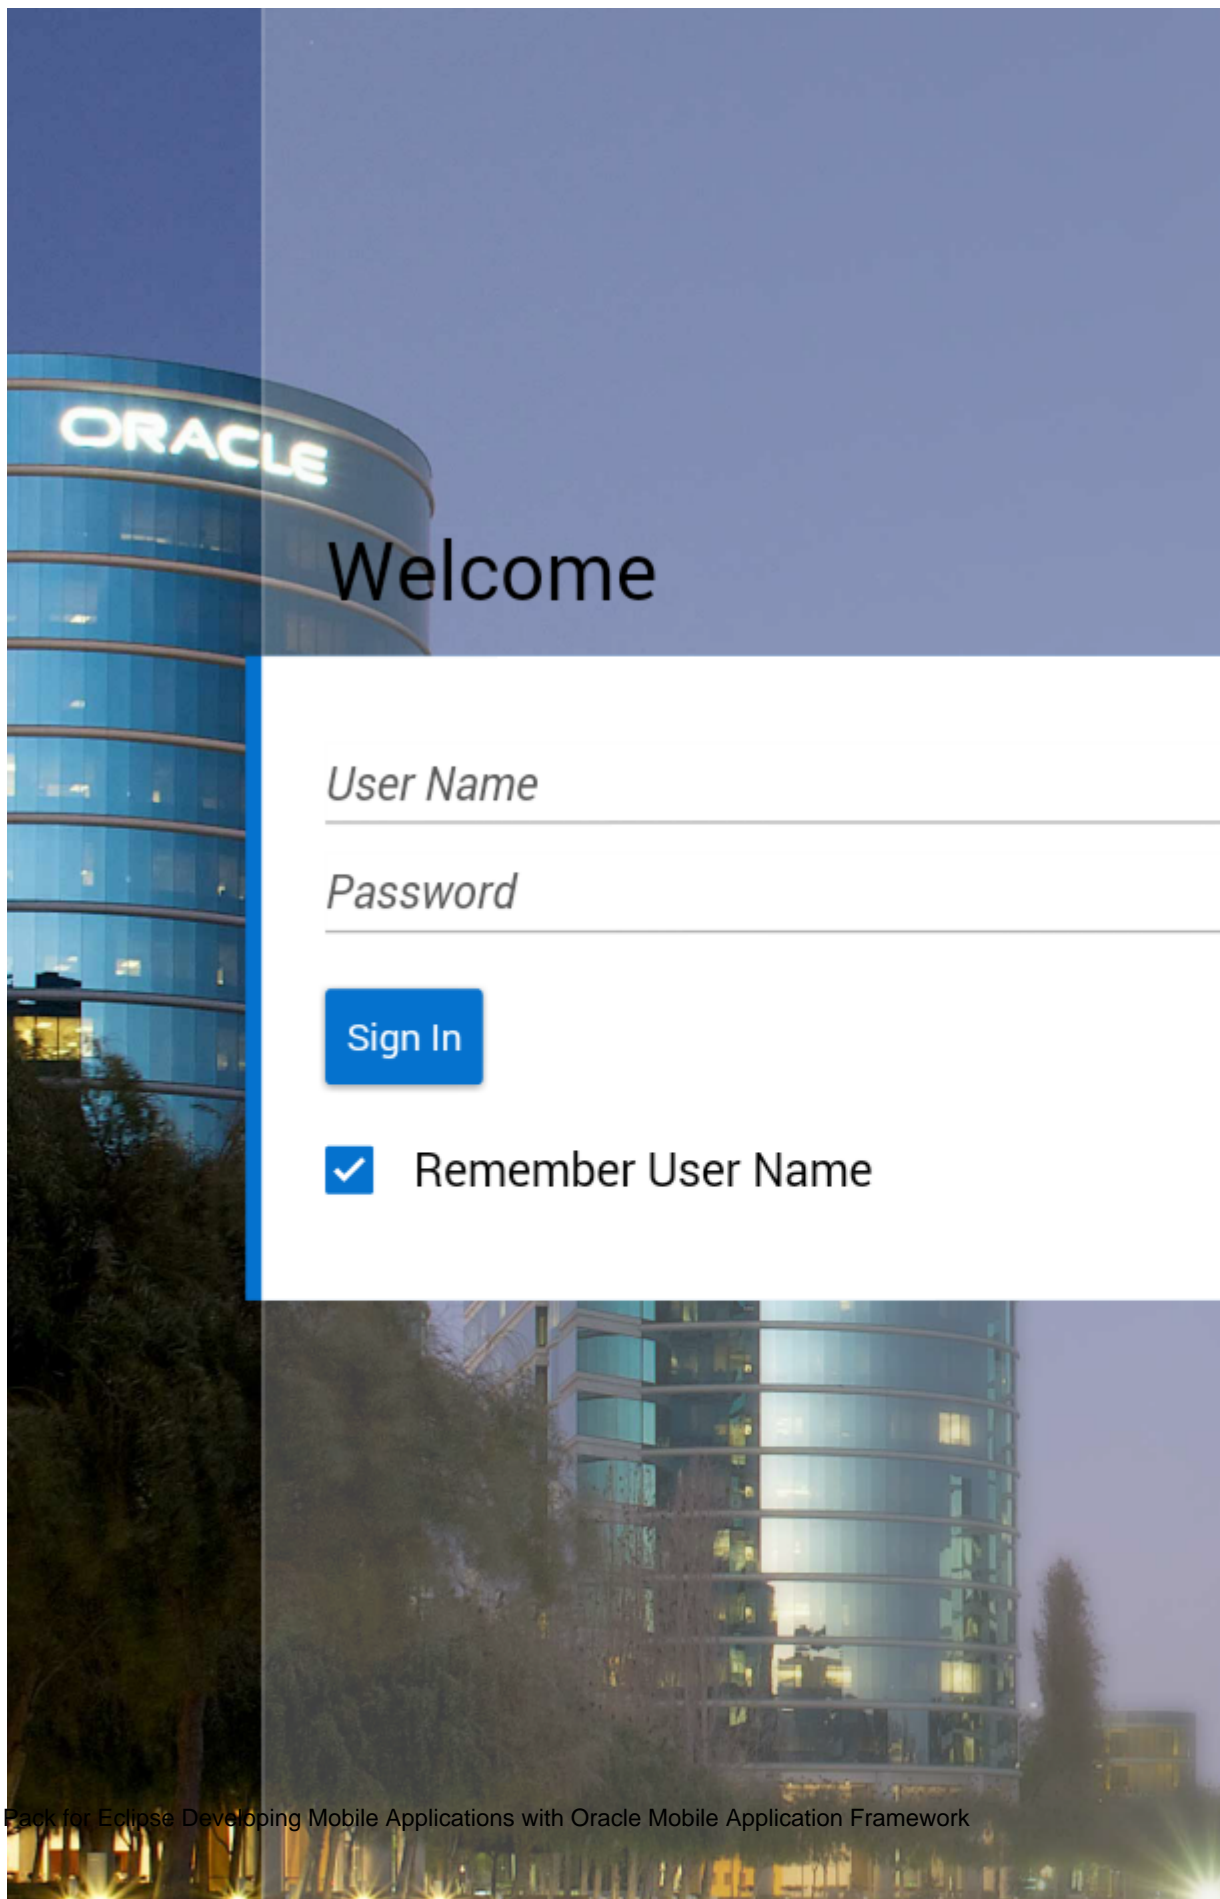 ORACLE
Welcome
User Name
Password
Sign In
Remember User Name
Pack for Eclipse Developing Mobile Applications with Oracle Mobile Application Framework